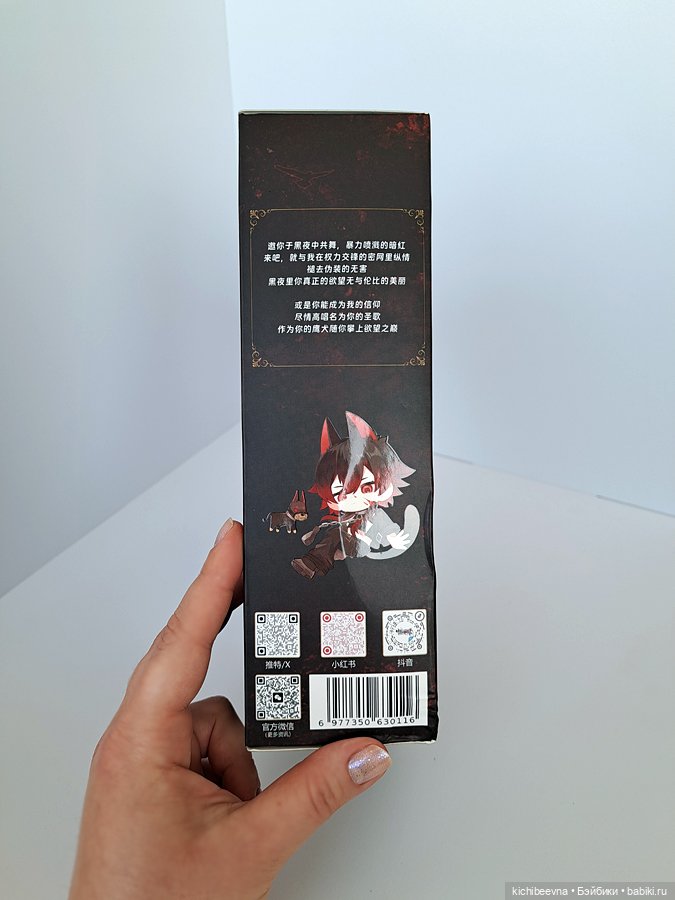 邀你于黑夜中共舞，暴力喷溅的暗红
来吧，就与我在权力交锋的密网里纵情
褪去伪装的无害
黑夜里你真正的欲望无与伦比的美丽
或是你能成为我的信仰
尽情高唱名为你的圣歌
作为你的鹰犬随你攀上欲望之巅
推特/X
小红书
抖音
官方微信
(更多资讯)
6 977350 630116
kichibeevna • Бэйбики • babiki.ru